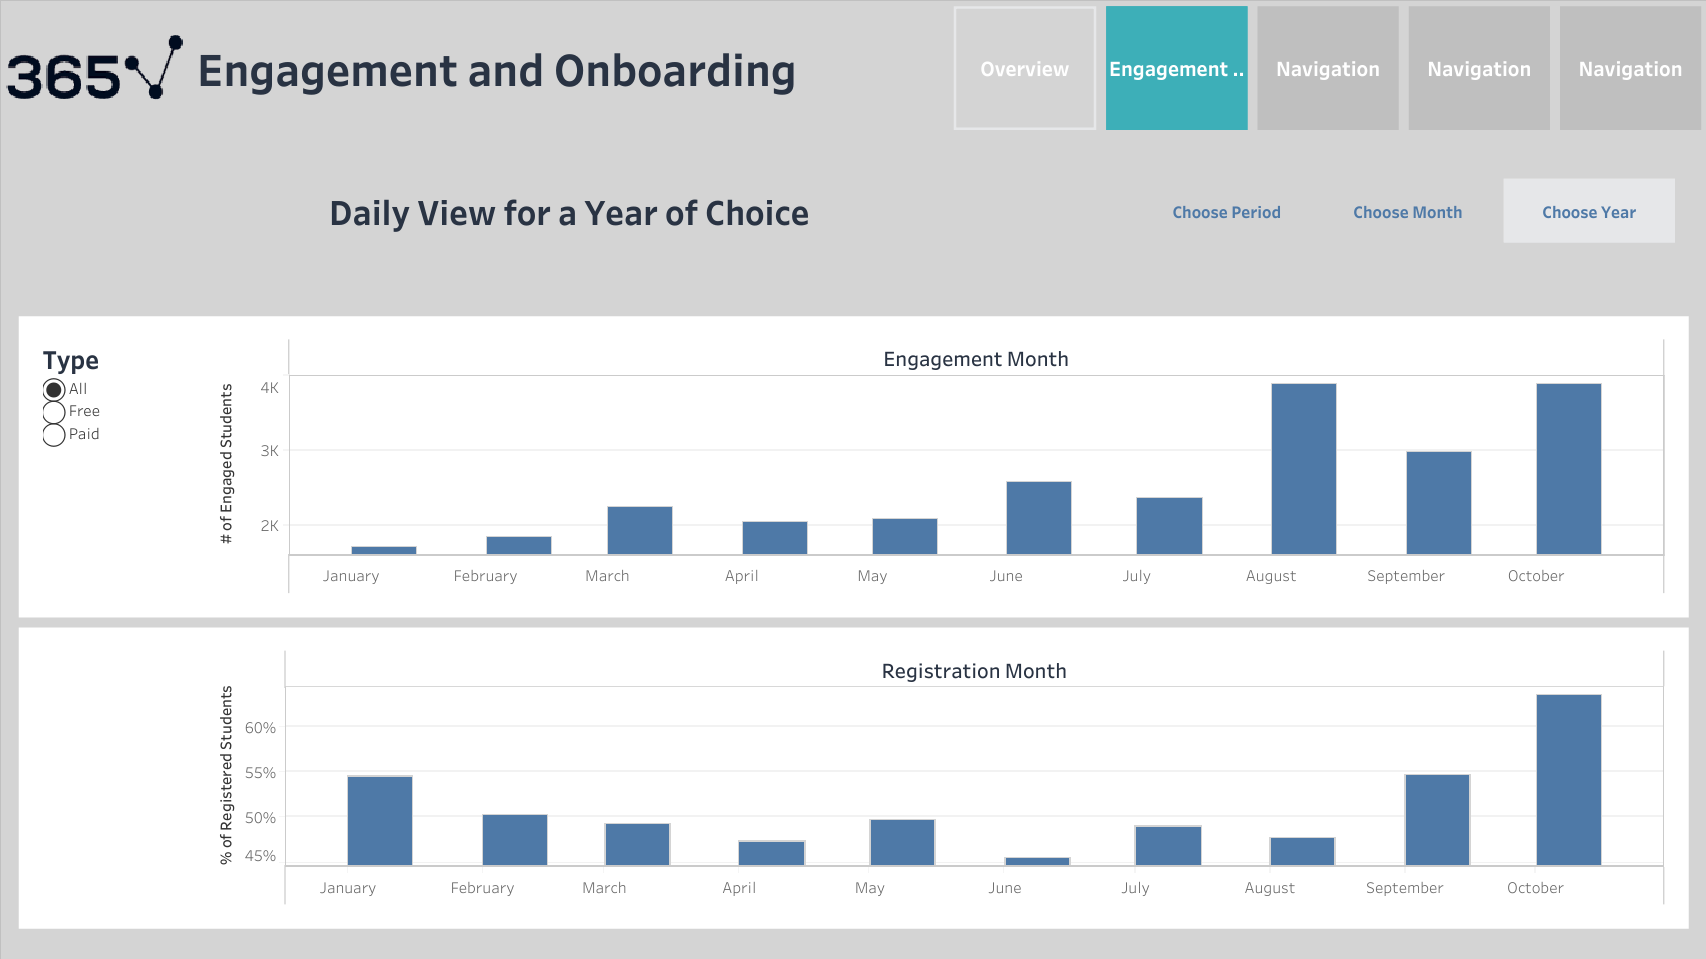 365
Engagement and Onboarding
Overview
Engagement ..
Navigation
Navigation
Navigation
Daily View for a Year of Choice
Choose Period
Choose Month
Choose Year
Type
All
Free
Paid
Engagement Month
# of Engaged Students
4K
3K
2K
January February March April May June July August September October
Registration Month
% of Registered Students
60%
55%
50%
45%
January February March April May June July August September October